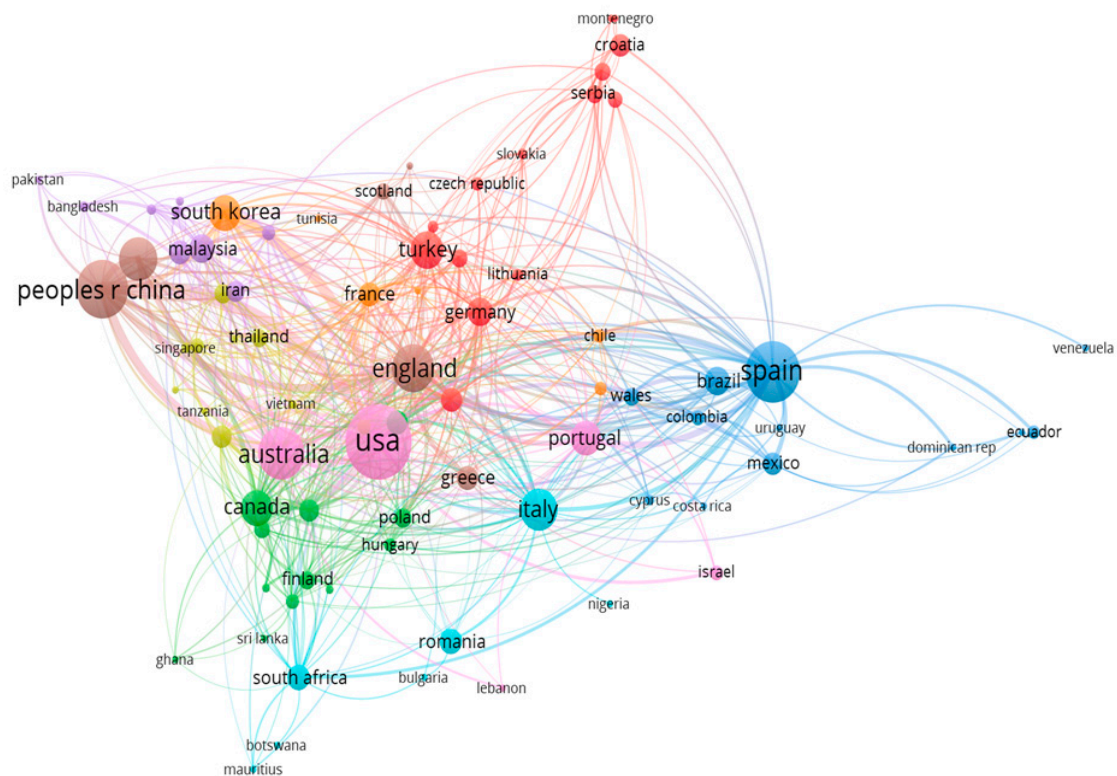 montenegro
croatia
serbia
slovakia
czech republic
scotland
pakistan
bangladesh
south korea
tunisia
malaysia
turkey
lithuania
peoples r china
iran
france
germany
thailand
singapore
chile
england
spain
venezuela
brazil
wales
tanzania
vietnam
colombia
uruguay
ecuador
usa
portugal
dominican rep
australia
greece
mexico
canada
italy
cyprus
costa rica
poland
hungary
israel
finland
nigeria
sri lanka
romania
ghana
south africa
bulgaria
lebanon
botswana
mauritius